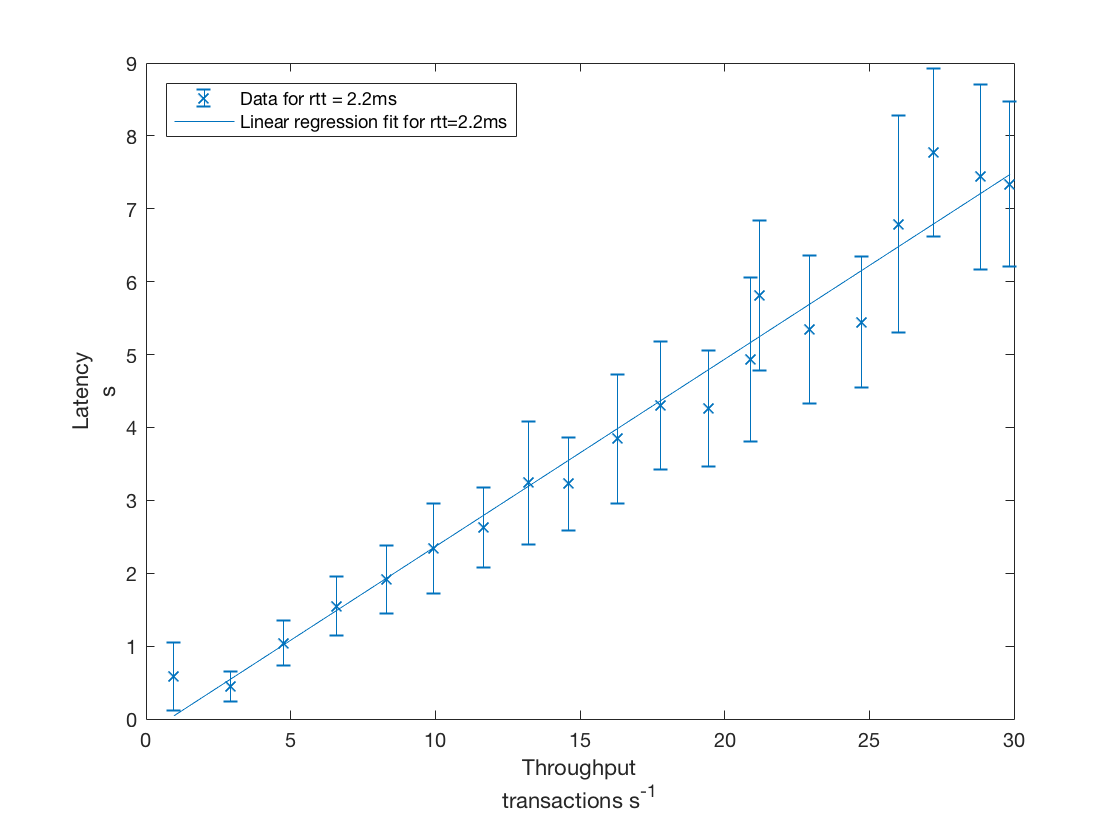 Data for rtt = 2.2ms
Linear regression fit for rtt=2.2ms
9
8
7
6
5
4
3
2
1
0
Latency
s
0 5 10 15 20 25 30
Throughput
transactions s⁻¹